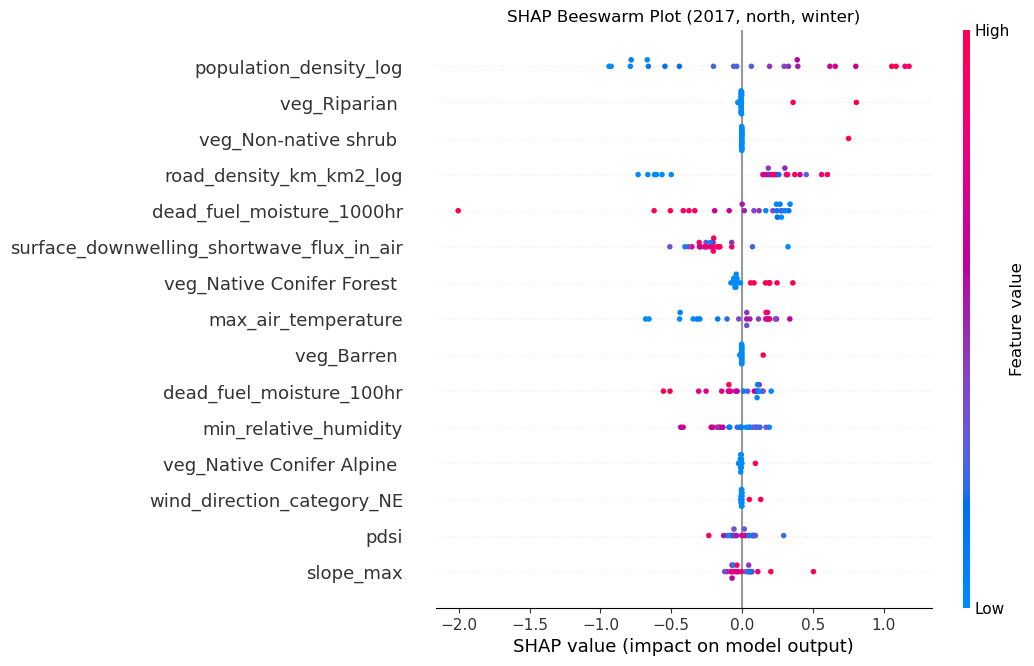 SHAP Beeswarm Plot (2017, north, winter)
High
population_density_log
veg_Riparian
veg_Non-native shrub
road_density_km_km2_log
dead_fuel_moisture_1000hr
surface_downwelling_shortwave_flux_in_air
veg_Native Conifer Forest
max_air_temperature
veg_Barren
dead_fuel_moisture_100hr
min_relative_humidity
veg_Native Conifer Alpine
wind_direction_category_NE
pdsi
slope_max
Feature value
Low
−2.0 −1.5 −1.0 −0.5 0.0 0.5 1.0
SHAP value (impact on model output)